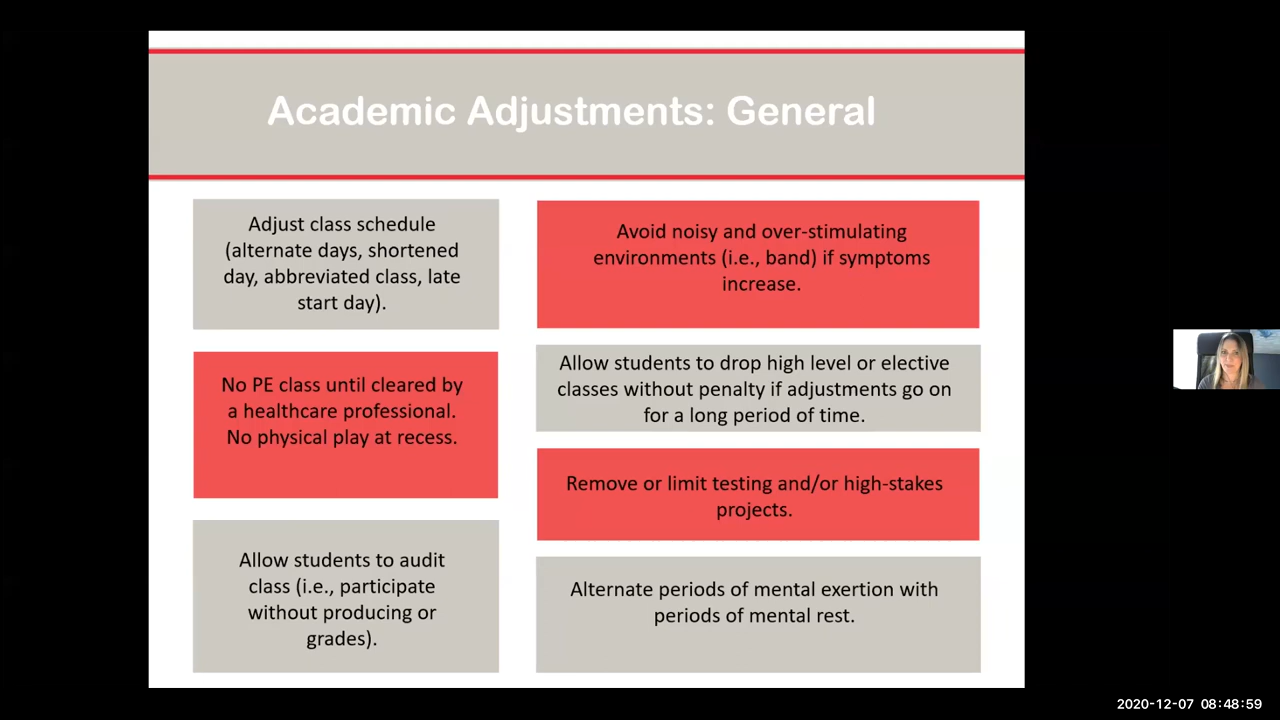 Academic Adjustments: General
Adjust class schedule
(alternate days, shortened
day, abbreviated class, late
start day).
No PE class until cleared by
a healthcare professional.
No physical play at recess.
Allow students to audit
class (i.e., participate
without producing or
grades).
Avoid noisy and over-stimulating
environments (i.e., band) if symptoms
increase.
Allow students to drop high level or elective
classes without penalty if adjustments go on
for a long period of time.
Remove or limit testing and/or high-stakes
projects.
Alternate periods of mental exertion with
periods of mental rest.
2020-12-07 08:48:59